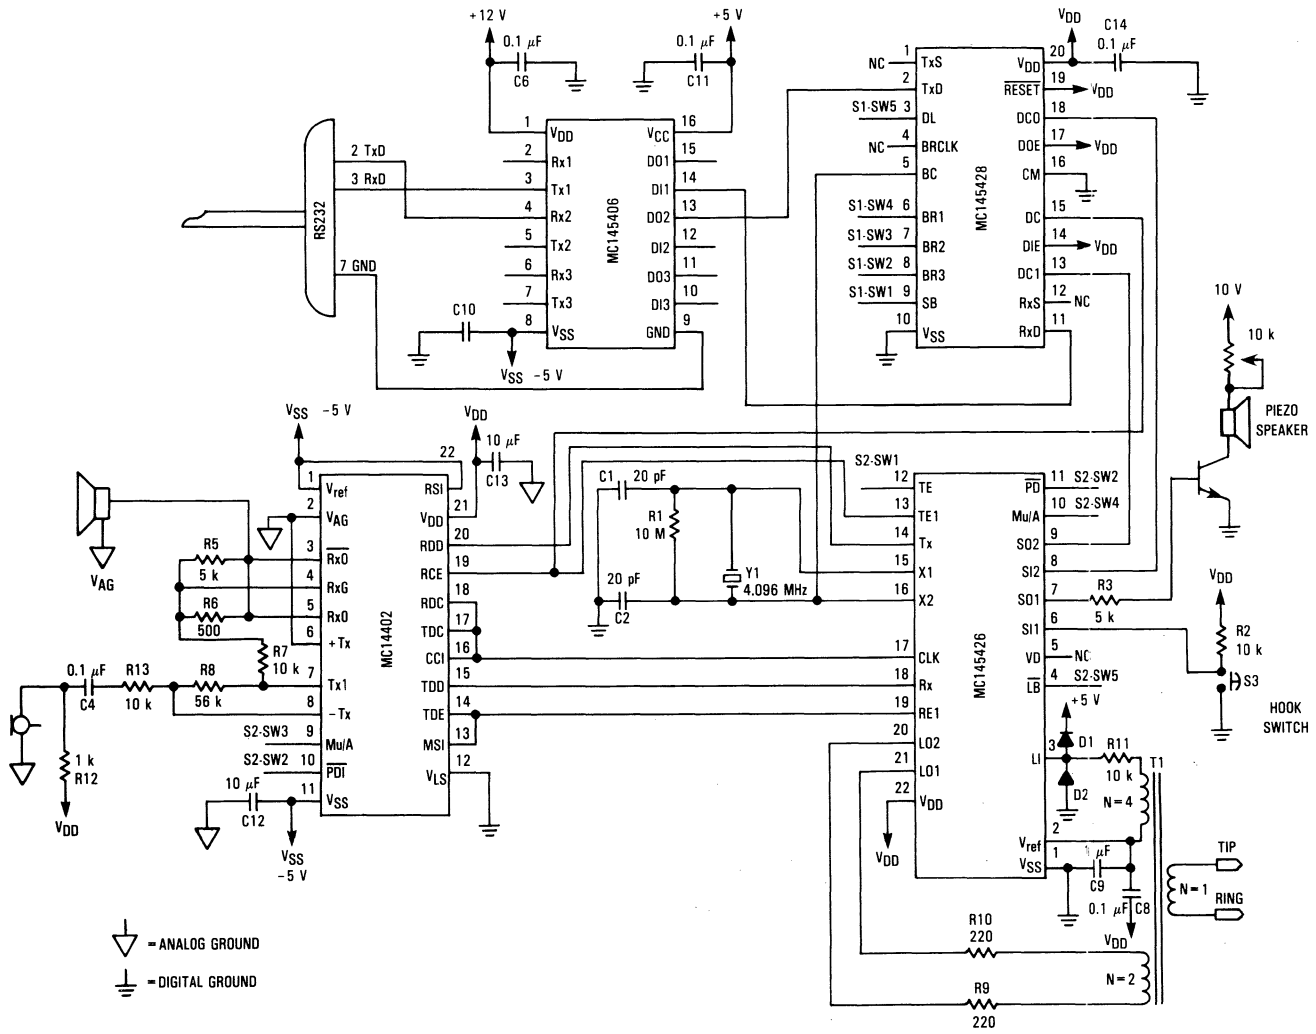 +12 V
0.1 µF
C6
+5 V
0.1 µF
C11
VDD
C14
0.1 µF
RS232
2 TxD
3 RxD
7 GND
MC145406
1 VDD
2 Rx1
3 Tx1
4 Rx2
5 Tx2
6 Rx3
7 Tx3
8 VSS
16 VCC
15 DO1
14 DI1
13 DO2
12 DI2
11 DO3
10 DI3
9 GND
C10
VSS -5 V
MC145428
NC 1 TxS
2 TxD
S1-SW5 3 DL
NC 4 BRCLK
5 BC
S1-SW4 6 BR1
S1-SW3 7 BR2
S1-SW2 8 BR3
S1-SW1 9 SB
10 VSS
20 VDD
19 RESET VDD
18 DCO
17 DOE VDD
16 CM
15 DC
14 DIE VDD
13 DC1
12 RxS NC
11 RxD
10 V
10 k
PIEZO
SPEAKER
VSS -5 V
VDD
10 µF
C13
MC14402
1 Vref
2 VAG
3 RxO
4 RxG
5 RxO
6 +Tx
7 Tx1
8 -Tx
S2-SW3 9 Mu/A
S2-SW2 10 PDI
11 VSS
22 RSI
21 VDD
20 RDD
19 RCE
18 RDC
17 TDC
16 CCI
15 TDD
14 TDE
13 MSI
12 VLS
VAG
R5
5 k
R6
500
R7
10 k
0.1 µF
C4
R13
10 k
R8
56 k
1 k
R12
VDD
10 µF
C12
VSS
-5 V
C1 20 pF
R1
10 M
20 pF
C2
Y1
4.096 MHz
MC145426
S2-SW1 12 TE
13 TE1
14 Tx
15 X1
16 X2
17 CLK
18 Rx
19 RE1
20 LO2
21 LO1
22 VDD
VDD
11 PD S2-SW2
10 Mu/A S2-SW4
9 SO2
8 SI2
7 SO1
6 SI1
5 VD NC
4 LB S2-SW5
3 LI
2 Vref
1 VSS
R3
5 k
VDD
R2
10 k
S3
HOOK
SWITCH
+5 V
D1
D2
R11
10 k
T1
N=4
µF
C9
0.1 µF C8
VDD
N=1
TIP
RING
R10
220
N=2
R9
220
=ANALOG GROUND
=DIGITAL GROUND